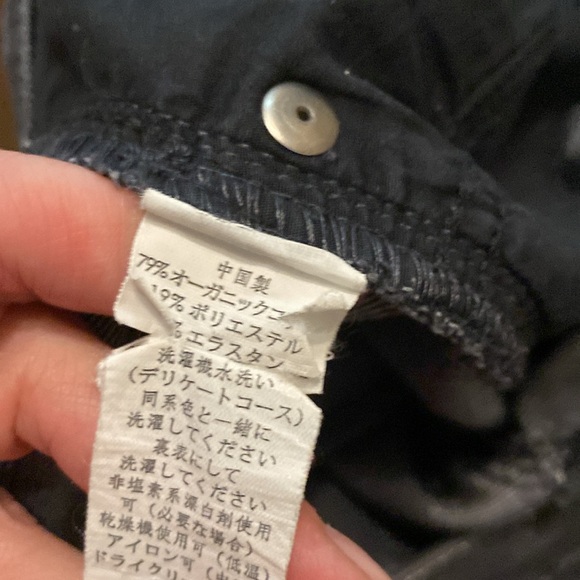 中国製
79%オーガニックコ
19% ポリエステル
%エラスタン
洗濯機水洗い
(デリケートコース)
同系色と一緒に
洗濯してください
裏表にして
洗濯してください
非塩素系漂白剤使用
可(必要な場合)
乾燥機使用可(低温)
アイロン可(中
ドライクリ